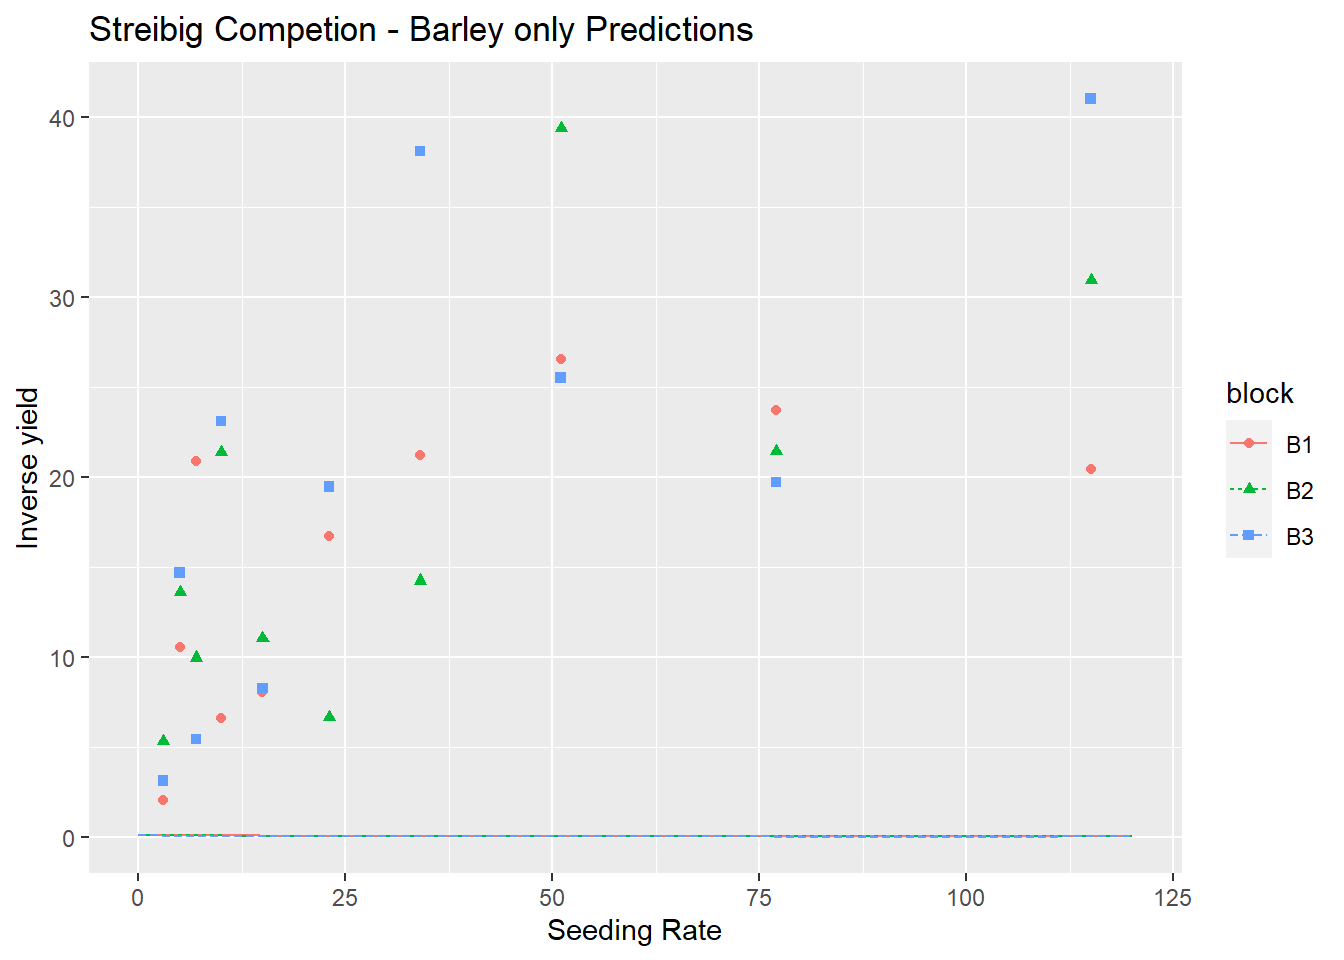 Streibig Competion - Barley only Predictions
Inverse yield
40
30
20
10
0
0 25 50 75 100 125
Seeding Rate
block
B1
B2
B3